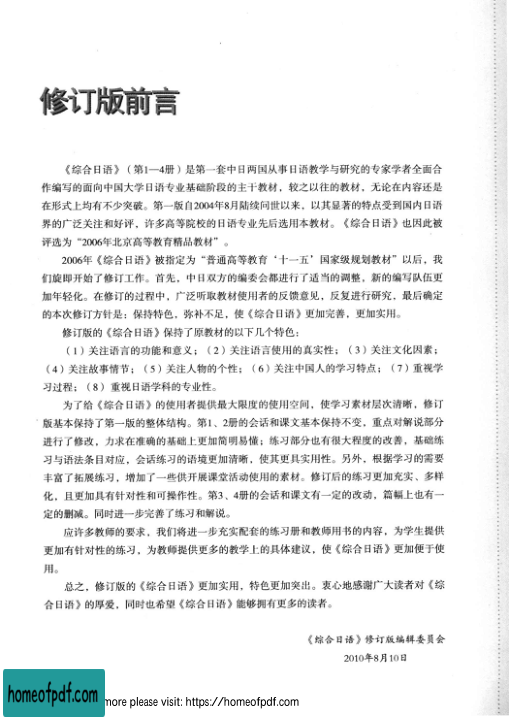 修订版前言
《综合日语》（第1—4册）是第一套中日两国从事日语教学与研究的专家学者全面合
作编写的面向中国大学日语专业基础阶段的主干教材，较之以往的教材，无论在内容还是
在形式上均有不少突破。第一版自2004年8月陆续问世以来，以其显著的特点受到国内日语
界的广泛关注和好评，许多高等院校的日语专业先后选用本教材。《综合日语》也因此被
评选为“2006年北京高等教育精品教材”。
2006年《综合日语》被指定为“普通高等教育‘十一五’国家级规划教材”以后，我
们旋即开始了修订工作。首先，中日双方的编委会都进行了适当的调整，新的编写队伍更
加年轻化。在修订的过程中，广泛听取教材使用者的反馈意见，反复进行研究，最后确定
的本次修订方针是：保持特色，弥补不足，使《综合日语》更加完善，更加实用。
修订版的《综合日语》保持了原教材的以下几个特色：
（1）关注语言的功能和意义；（2）关注语言使用的真实性；（3）关注文化因素；
（4）关注故事情节；（5）关注人物的个性；（6）关注中国人的学习特点；（7）重视学
习过程；（8）重视日语学科的专业性。
为了给《综合日语》的使用者提供最大限度的使用空间，使学习素材层次清晰，修订
版基本保持了第一版的整体结构。第1、2册的会话和课文基本保持不变，重点对解说部分
进行了修改，力求在准确的基础上更加简明易懂；练习部分也有很大程度的改善，基础练
习与语法条目对应，会话练习的语境更加清晰，使其更具实用性。另外，根据学习的需要
丰富了拓展练习，增加了一些供开展课堂活动使用的素材。修订后的练习更加充实、多样
化，且更加具有针对性和可操作性。第3、4册的会话和课文有一定的改动，篇幅上也有一
定的删减。同时进一步完善了练习和解说。
应许多教师的要求，我们将进一步充实配套的练习册和教师用书的内容，为学生提供
更加有针对性的练习，为教师提供更多的教学上的具体建议，使《综合日语》更加便于使
用。
总之，修订版的《综合日语》更加实用，特色更加突出。衷心地感谢广大读者对《综
合日语》的厚爱，同时也希望《综合日语》能够拥有更多的读者。
《综合日语》修订版编辑委员会
2010年8月10日
homeofpdf.com
more please visit: https://homeofpdf.com